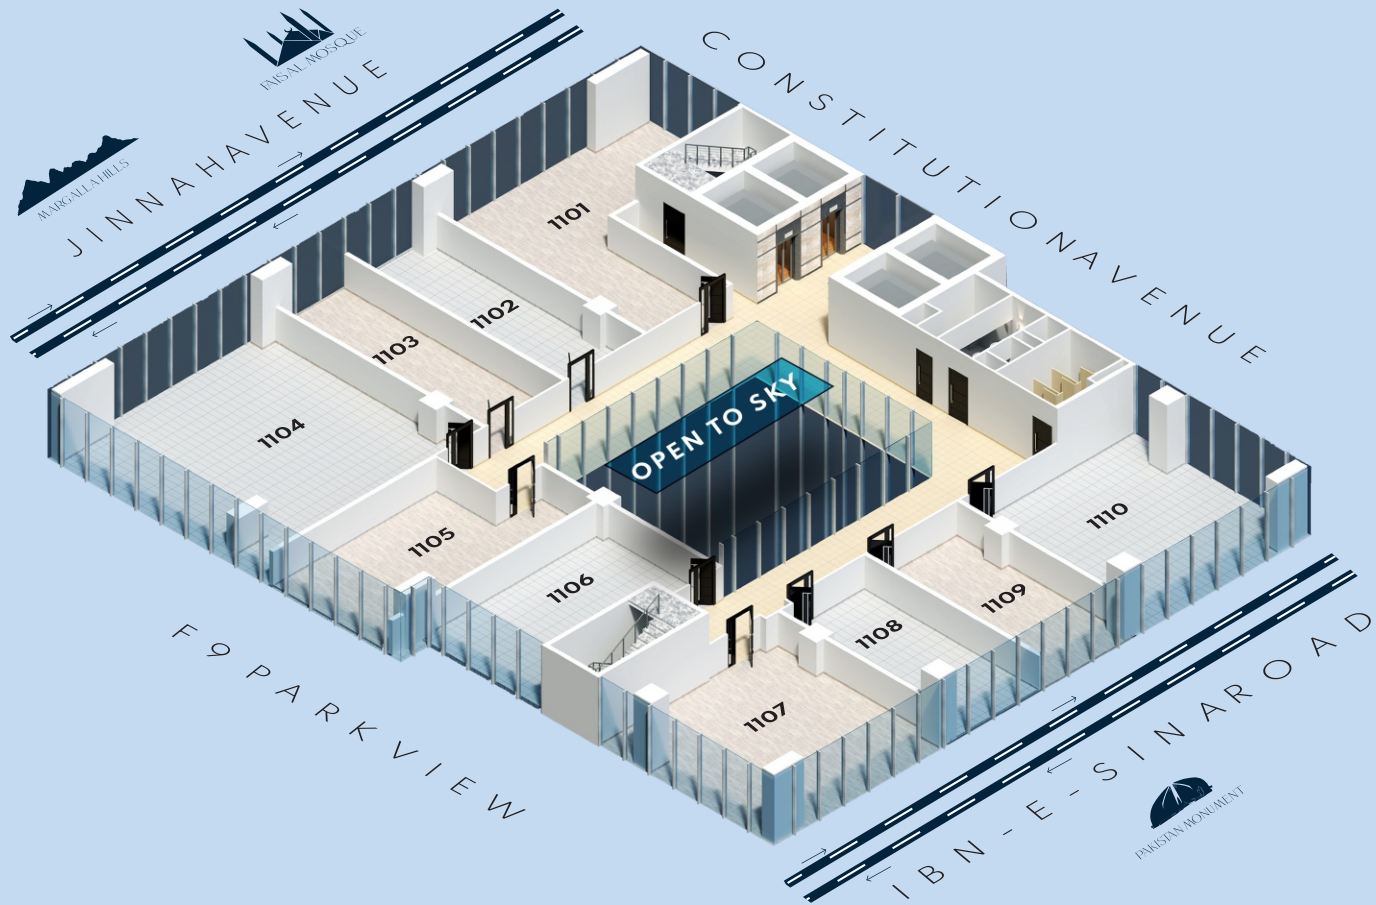 FAISAL MOSQUE
CONSTITUTION AVENUE
MARGALLA HILLS
JINNAH AVENUE
1101
1102
1103
1104
OPEN TO SKY
1105
1106
1107
1108
1109
1110
F9 PARK VIEW
IBN-E-SINA ROAD
PAKISTAN MONUMENT